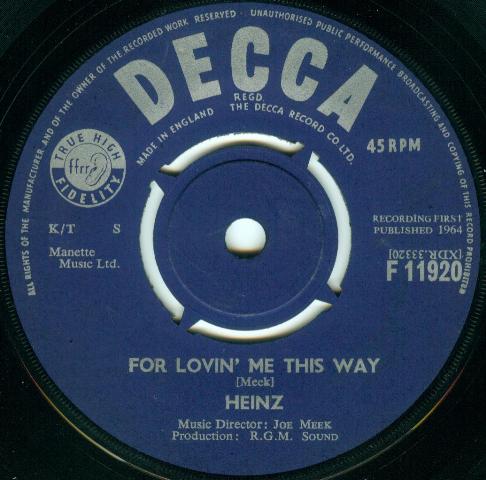 ALL RIGHTS OF THE MANUFACTURER AND OF THE OWNER OF THE RECORDED WORK RESERVED · UNAUTHORISED PUBLIC PERFORMANCE BROADCASTING AND COPYING OF THIS RECORD PROHIBITED
DECCA
REGD.
MADE IN ENGLAND THE DECCA RECORD CO. LTD.
45 RPM
TRUE HIGH
ffrr
FIDELITY
K/T S
Manette
Music Ltd.
RECORDING FIRST
PUBLISHED 1964
[XDR.33320]
F 11920
FOR LOVIN' ME THIS WAY
[Meek]
HEINZ
Music Director: JOE MEEK
Production: R.G.M. SOUND